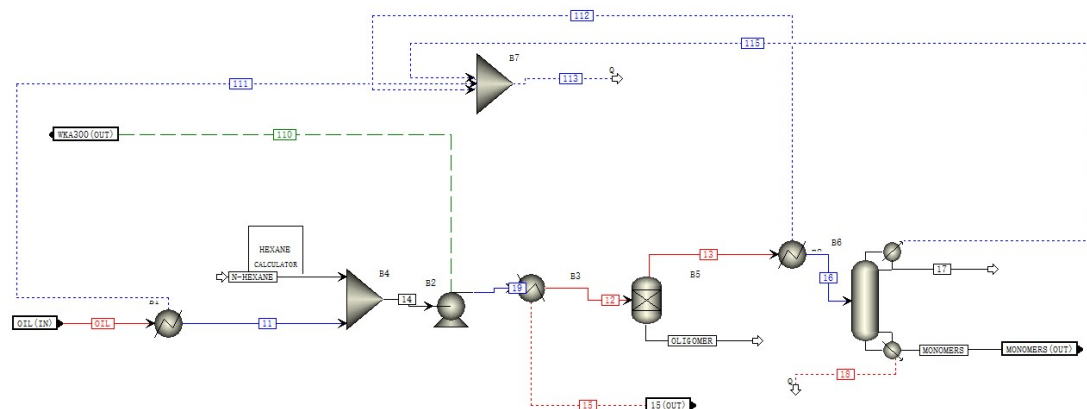 112
115
B7
Q
113
111
WKA300(OUT)
110
HEXANE
CALCULATOR
N-HEXANE
B4
14
B2
19
B3
12
13
B5
B6
16
17
OIL(IN)
OIL
B1
11
OLIGOMER
MONOMERS
MONOMERS(OUT)
18
Q
15
15(OUT)